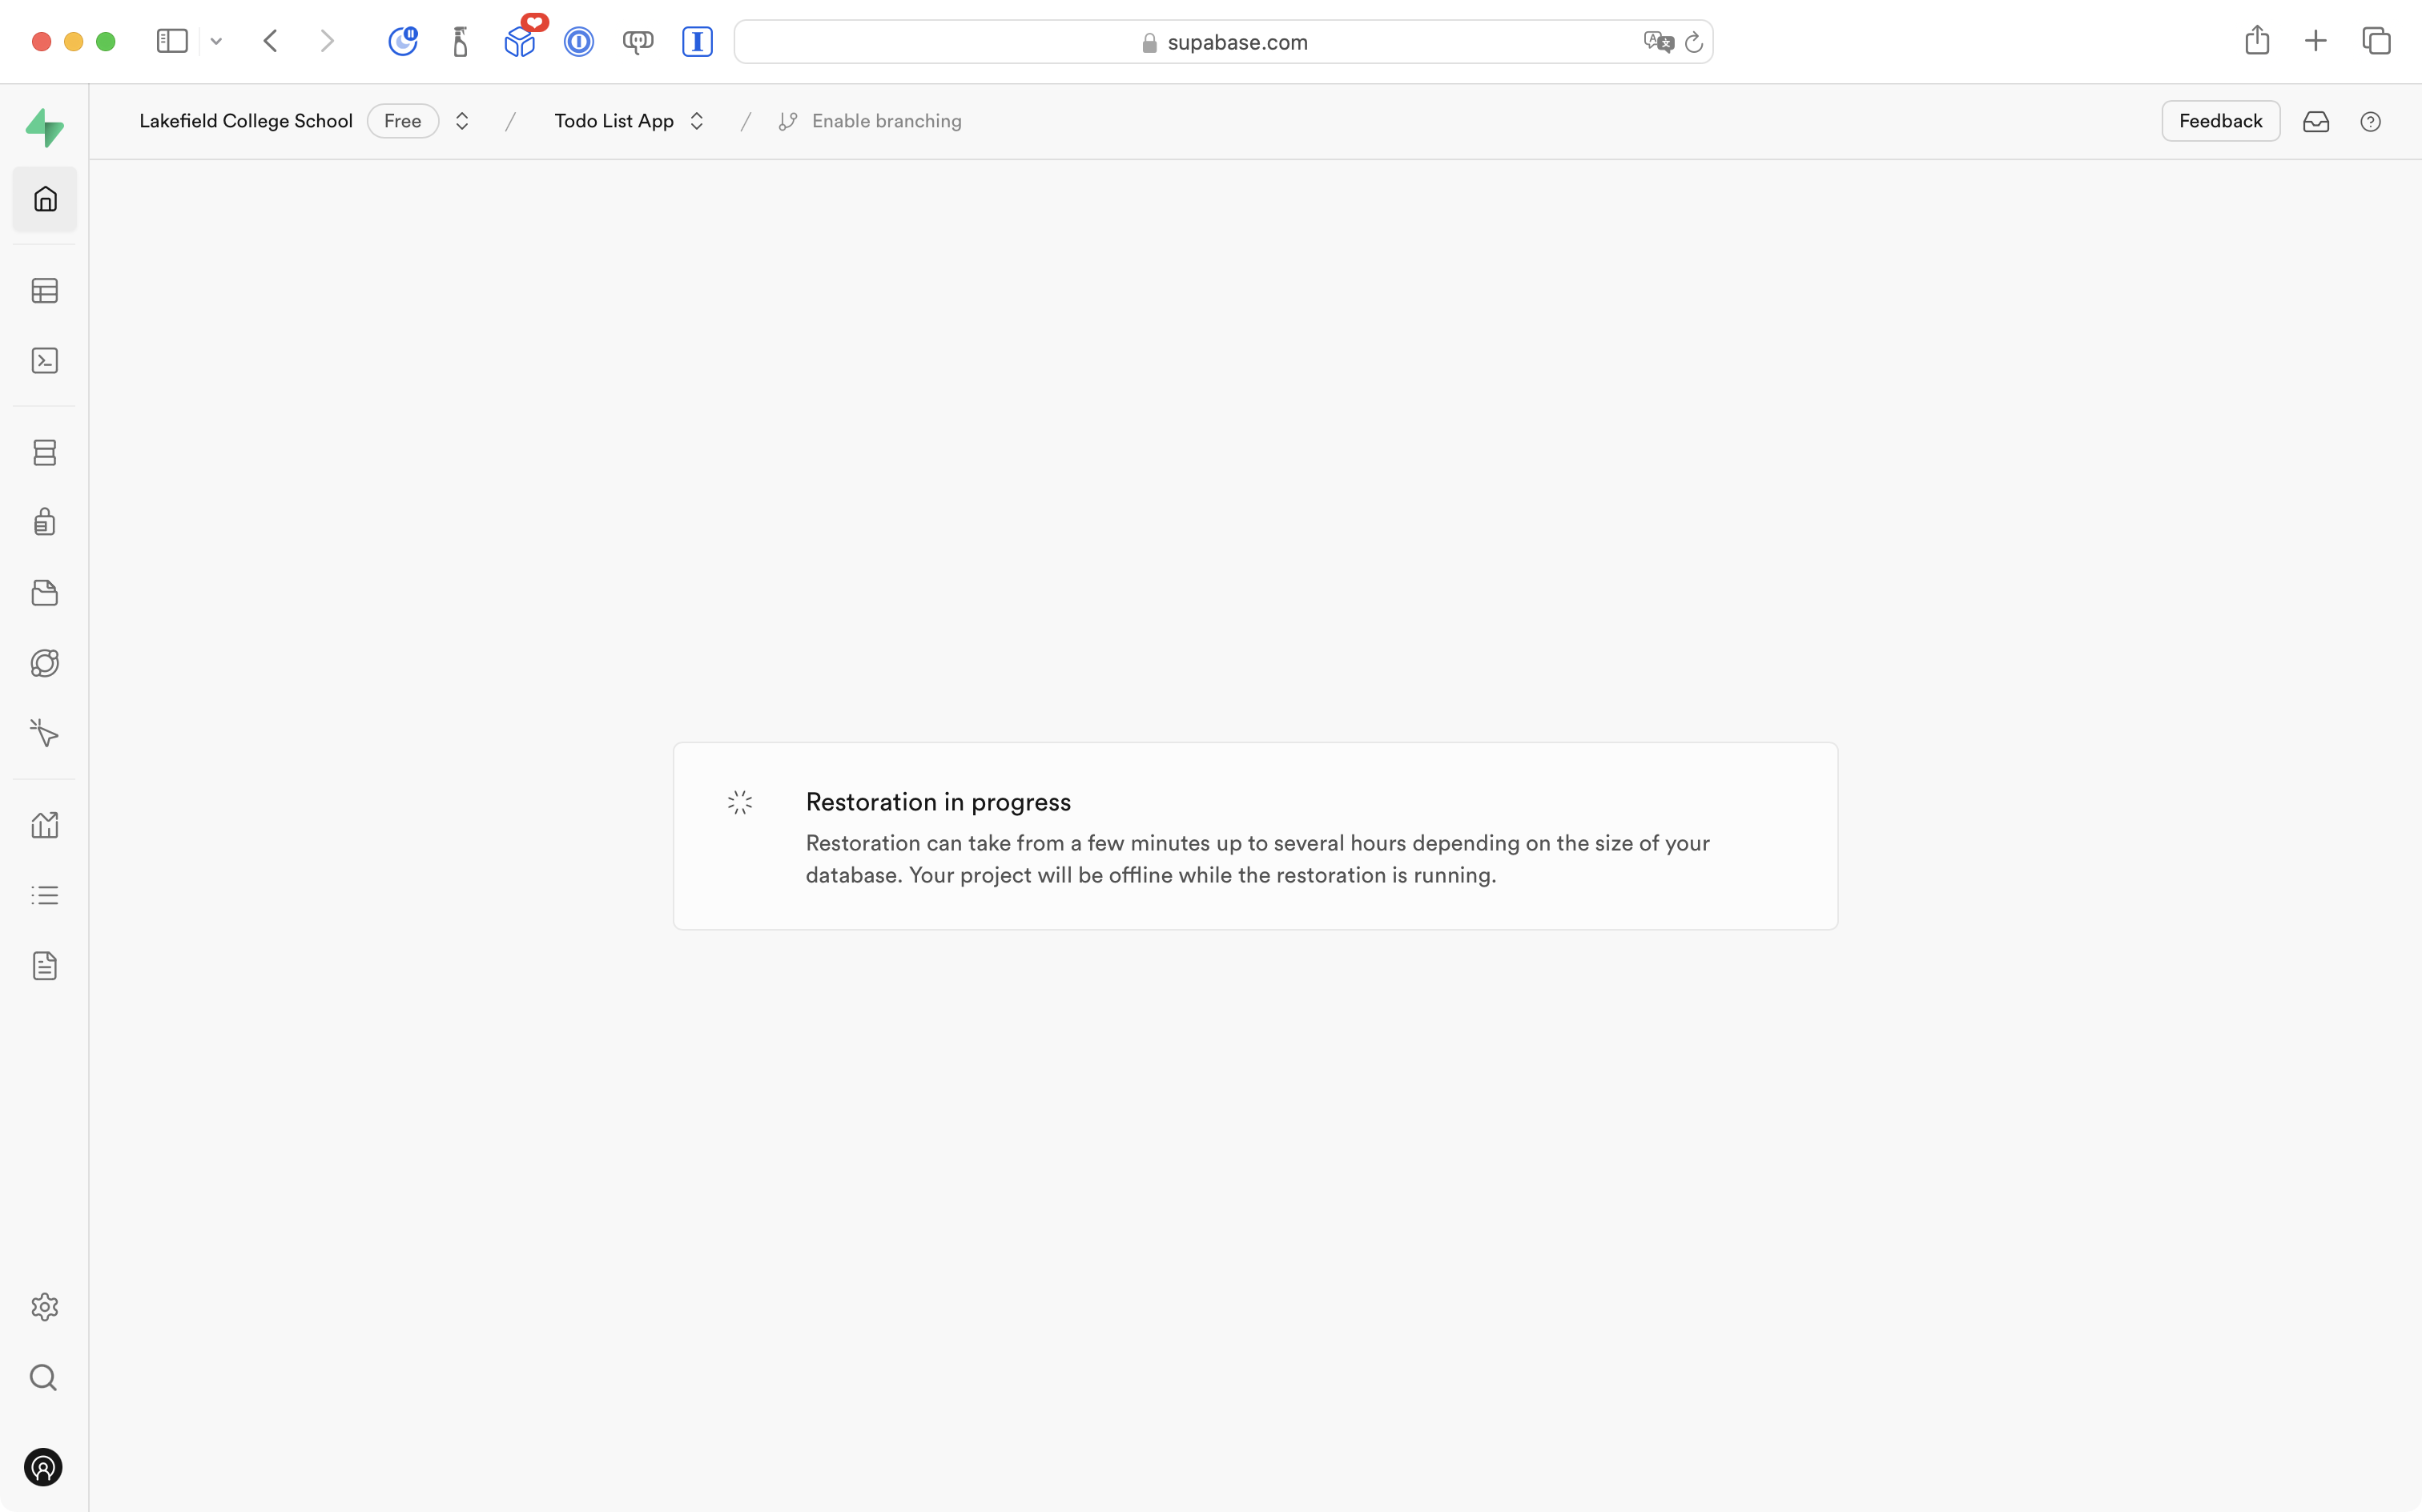 supabase.com
Lakefield College School Free / Todo List App / Enable branching
Feedback
Restoration in progress
Restoration can take from a few minutes up to several hours depending on the size of your
database. Your project will be offline while the restoration is running.